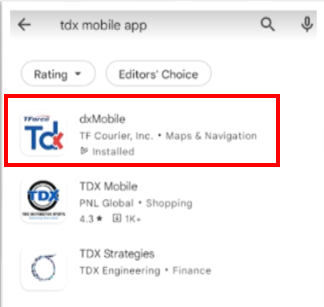 tdx mobile app
Rating
Editors' Choice
TForce
Tdx
dxMobile
TF Courier, Inc. • Maps & Navigation
Installed
TDX
TDX Mobile
PNL Global • Shopping
4.3★ 1K+
TDX Strategies
TDX Engineering • Finance